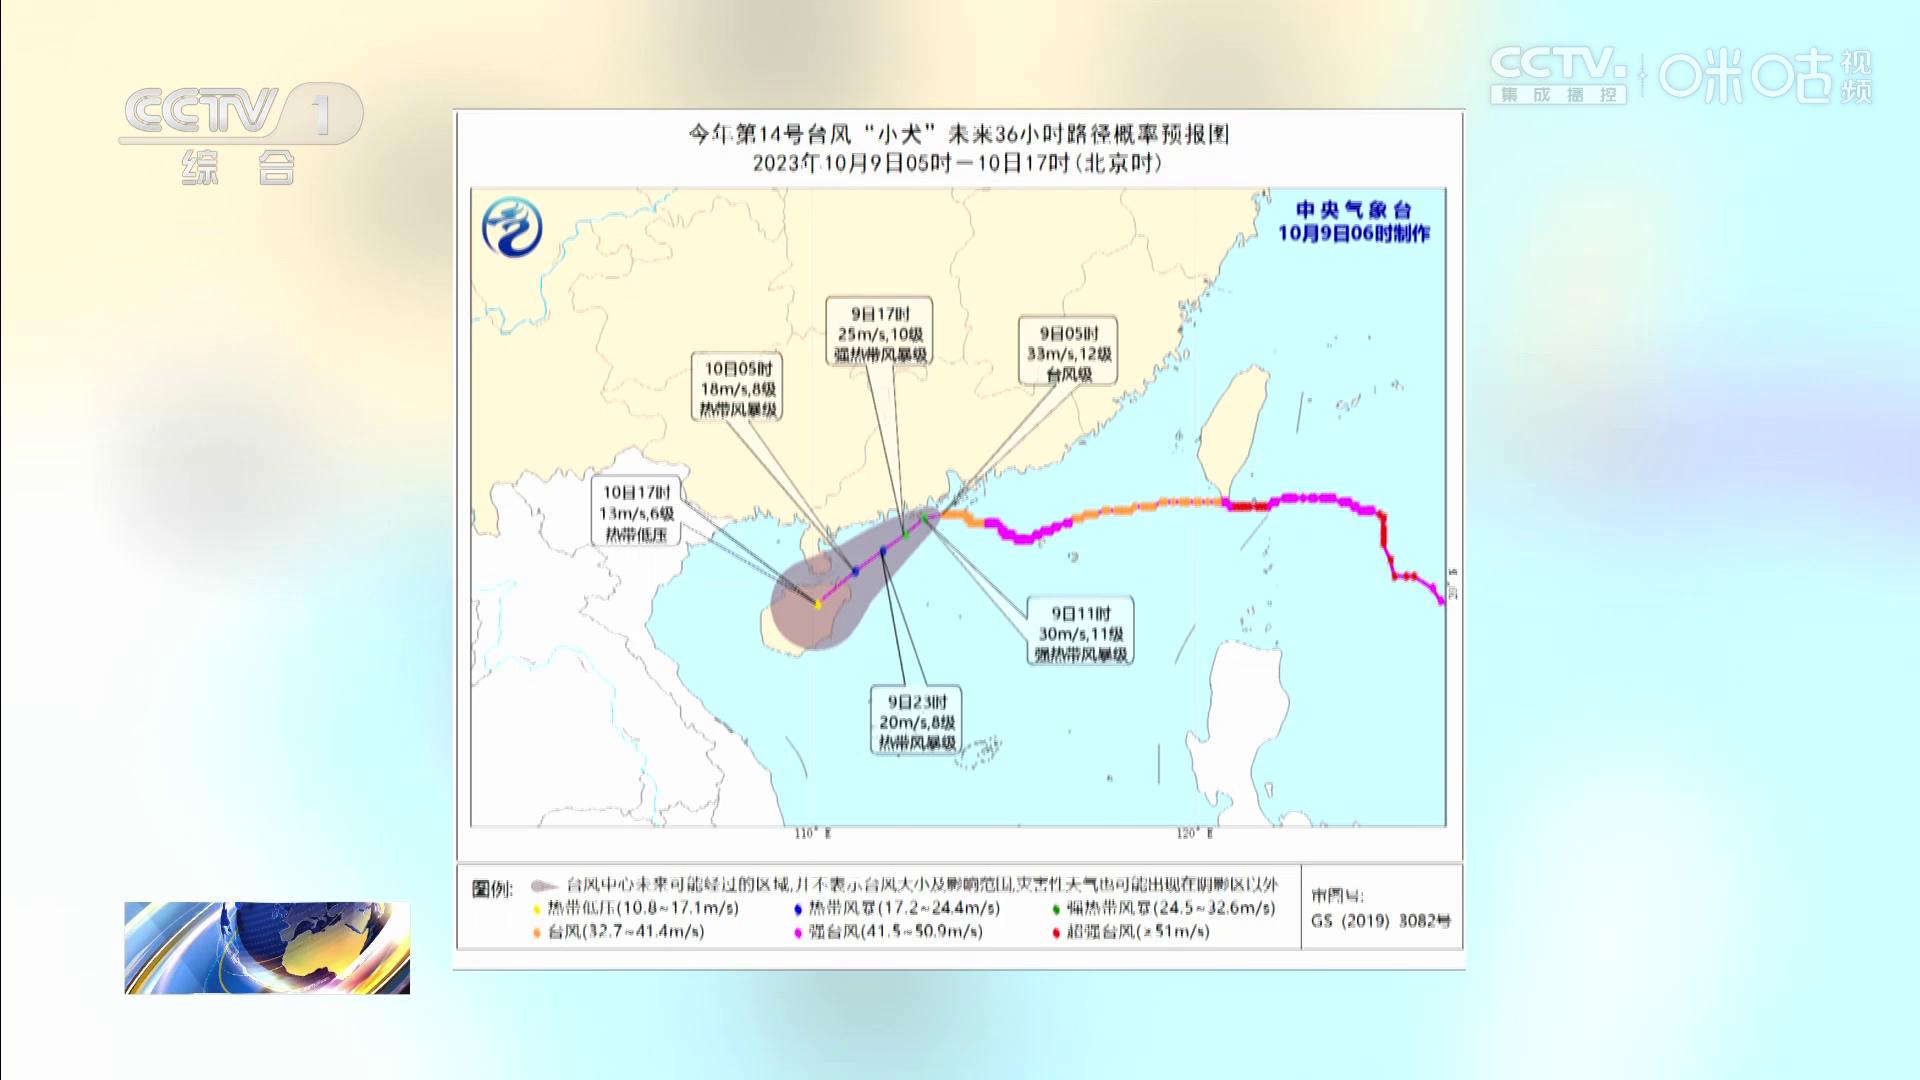 CCTV 1
综合
CCTV.
集成播控
咪咕视频
今年第14号台风“小犬”未来36小时路径概率预报图
2023年10月9日05时－10日17时(北京时)
中央气象台
10月9日06时制作
9日17时
25m/s,10级
强热带风暴级
9日05时
33m/s,12级
台风级
10日05时
18m/s,8级
热带风暴级
10日17时
13m/s,6级
热带低压
9日11时
30m/s,11级
强热带风暴级
9日23时
20m/s,8级
热带风暴级
20°N
110°E
120°E
图例:
台风中心未来可能经过的区域,并不表示台风大小及影响范围,灾害性天气也可能出现在阴影区以外
热带低压(10.8~17.1m/s)
热带风暴(17.2~24.4m/s)
强热带风暴(24.5~32.6m/s)
台风(32.7~41.4m/s)
强台风(41.5~50.9m/s)
超强台风(≥51m/s)
审图号:
GS (2019) 3082号